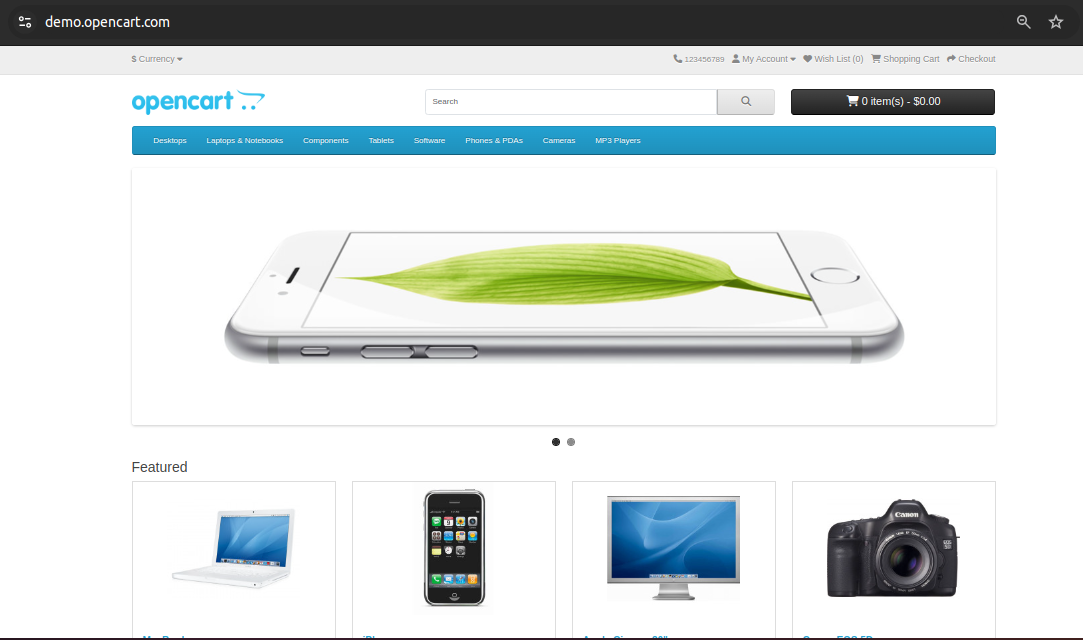 demo.opencart.com
$ Currency
123456789 My Account Wish List (0) Shopping Cart Checkout
opencart
Search
0 item(s) - $0.00
Desktops Laptops & Notebooks Components Tablets Software Phones & PDAs Cameras MP3 Players
Featured
Canon